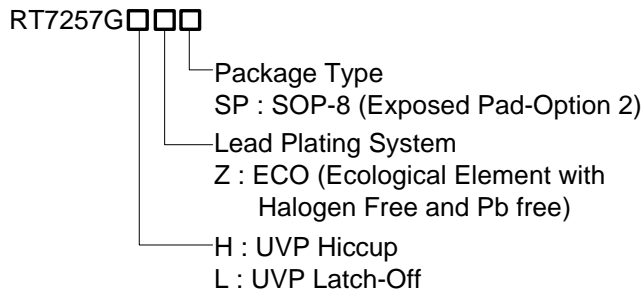 RT7257G□□□
Package Type
SP : SOP-8 (Exposed Pad-Option 2)
Lead Plating System
Z : ECO (Ecological Element with
Halogen Free and Pb free)
H : UVP Hiccup
L : UVP Latch-Off